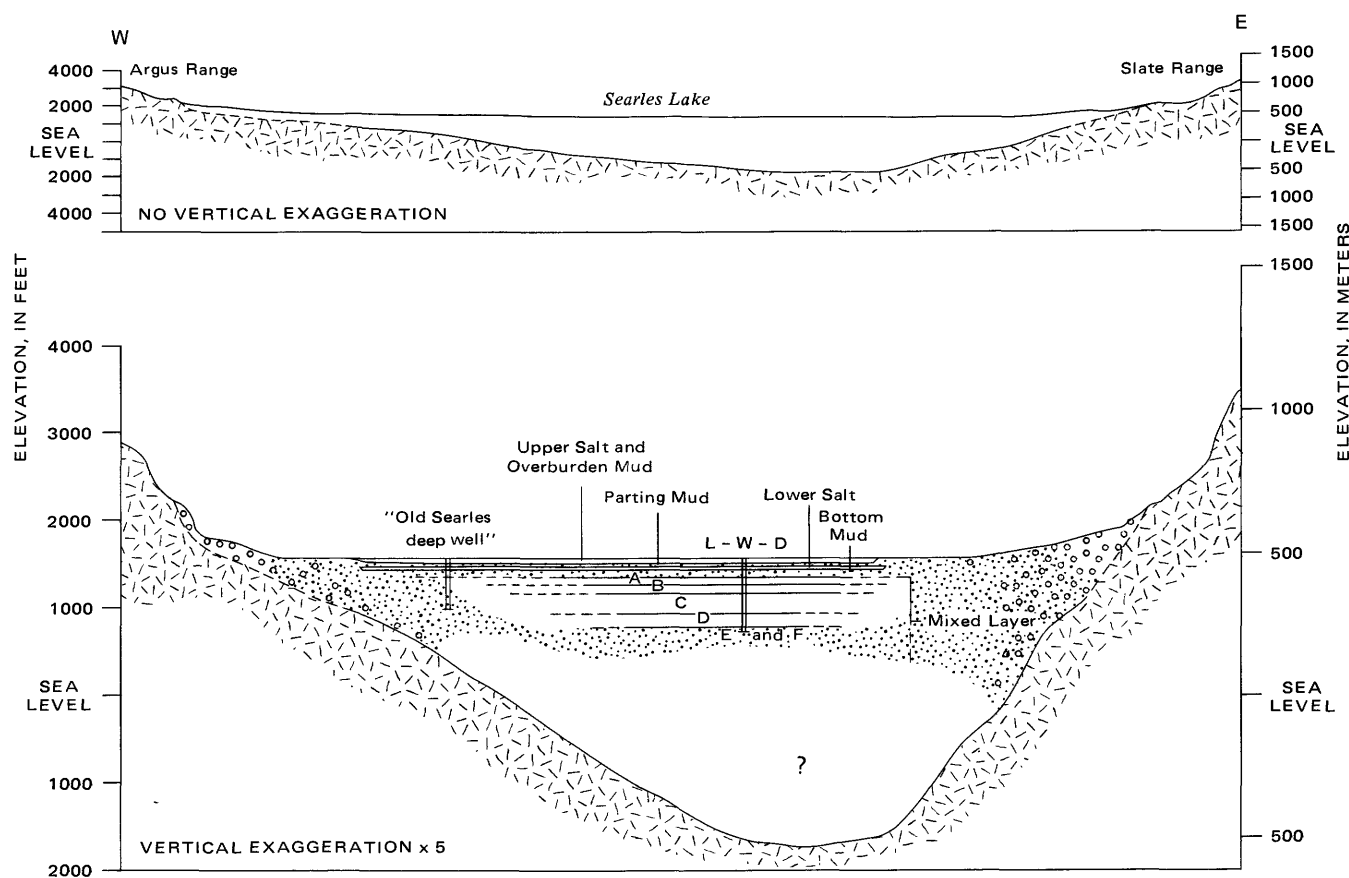 W
E
Argus Range
Slate Range
Searles Lake
4000
2000
SEA
LEVEL
2000
4000
1500
1000
500
SEA
LEVEL
500
1000
1500
NO VERTICAL EXAGGERATION
ELEVATION, IN FEET
ELEVATION, IN METERS
4000
3000
2000
1000
SEA
LEVEL
1000
2000
1500
1000
500
SEA
LEVEL
500
Upper Salt and
Overburden Mud
Parting Mud
Lower Salt
Bottom
Mud
"Old Searles
deep well"
L - W - D
A
B
C
D
E and F
Mixed Layer
?
VERTICAL EXAGGERATION x 5